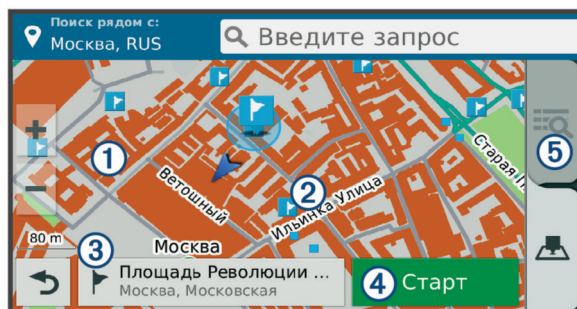 Поиск рядом с:
Москва, RUS
Введите запрос
+
1
5
2
Старая П
Ветошный
Ильинка Улица
−
80 m
3
Москва
Площадь Революции ...
Москва, Московская
4
Старт